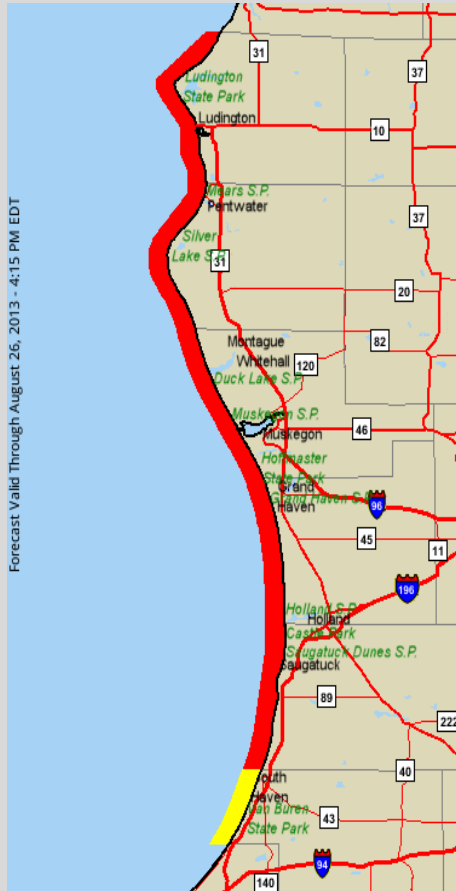 Forecast Valid Through August 26, 2013 - 4:15 PM EDT
31
37
Ludington
State Park
Ludington
10
Mears S.P.
Pentwater
37
Silver
Lake S.P.
31
20
Montague
82
Whitehall
120
Duck Lake S.P.
Muskegon S.P.
46
Muskegon
Hoffmaster
State Park
Grand
Grand Haven S.P.
Haven
96
45
11
196
Holland S.P.
Holland
Castle Park
Saugatuck Dunes S.P.
Saugatuck
89
222
40
South
Haven
Van Buren
43
State Park
94
140